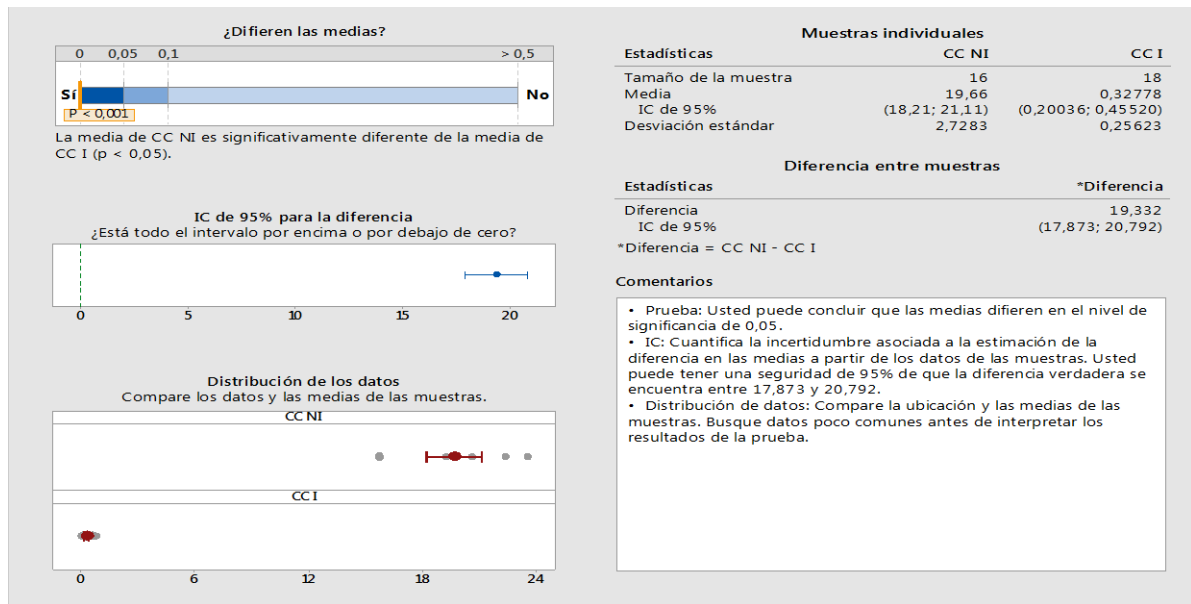 ¿Difieren las medias?
0 0,05 0,1 > 0,5
Sí No
P < 0,001
La media de CC NI es significativamente diferente de la media de
CC I (p < 0,05).
IC de 95% para la diferencia
¿Está todo el intervalo por encima o por debajo de cero?
0 5 10 15 20
Distribución de los datos
Compare los datos y las medias de las muestras.
CC NI
CC I
0 6 12 18 24
Muestras individuales
Estadísticas CC NI CC I
Tamaño de la muestra 16 18
Media 19,66 0,32778
IC de 95% (18,21; 21,11) (0,20036; 0,45520)
Desviación estándar 2,7283 0,25623
Diferencia entre muestras
Estadísticas *Diferencia
Diferencia 19,332
IC de 95% (17,873; 20,792)
*Diferencia = CC NI - CC I
Comentarios
• Prueba: Usted puede concluir que las medias difieren en el nivel de
significancia de 0,05.
• IC: Cuantifica la incertidumbre asociada a la estimación de la
diferencia en las medias a partir de los datos de las muestras. Usted
puede tener una seguridad de 95% de que la diferencia verdadera se
encuentra entre 17,873 y 20,792.
• Distribución de datos: Compare la ubicación y las medias de las
muestras. Busque datos poco comunes antes de interpretar los
resultados de la prueba.